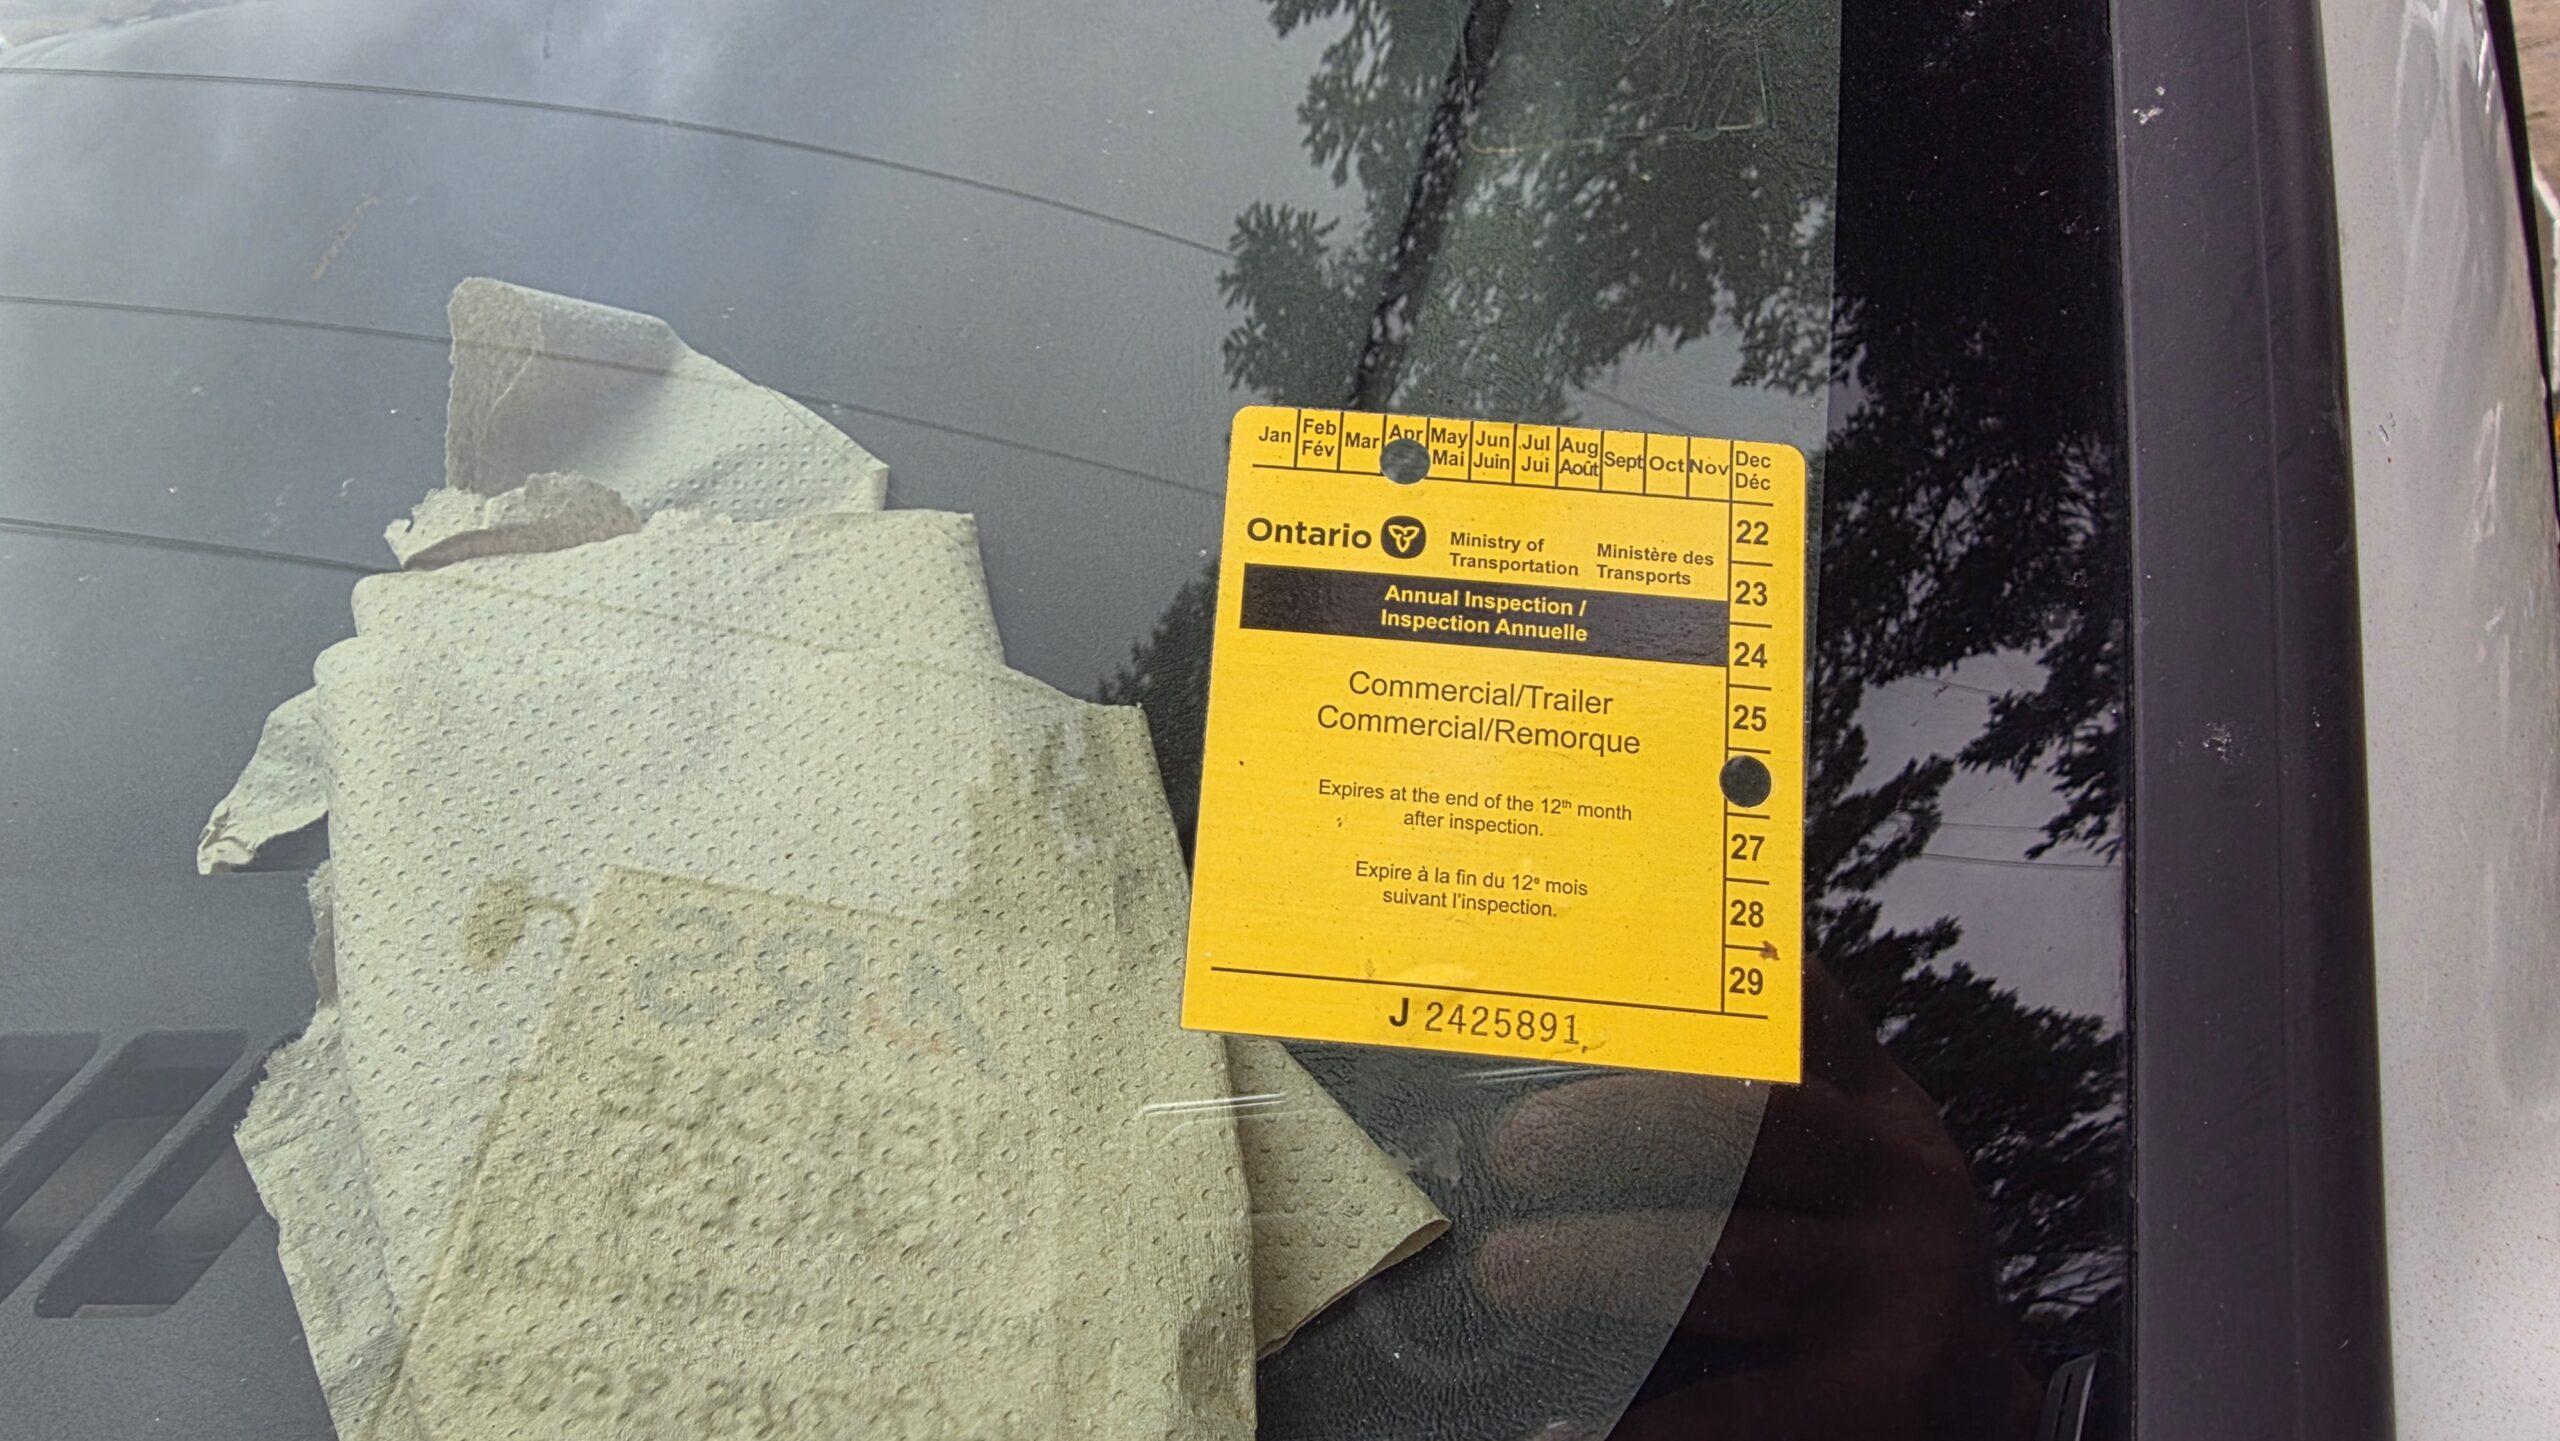 Jan Feb Mar Apr May Jun Jul Aug Sept Oct Nov Dec
Fév Mai Juin Jui Août Déc
Ontario
Ministry of
Transportation
Ministère des
Transports
Annual Inspection /
Inspection Annuelle
Commercial/Trailer
Commercial/Remorque
Expires at the end of the 12th month
after inspection.
Expire à la fin du 12e mois
suivant l'inspection.
22
23
24
25
27
28
29
J 2425891